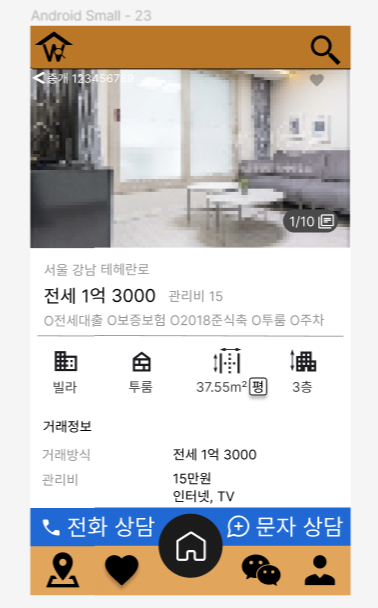 Android Small - 23
중개 123456789
1/10
서울 강남 테헤란로
전세 1억 3000 관리비 15
O전세대출 O보증보험 O2018준식축 O투룸 O주차
빌라 투룸 37.55m² 평 3층
거래정보
거래방식 전세 1억 3000
관리비 15만원
인터넷, TV
전화 상담 문자 상담